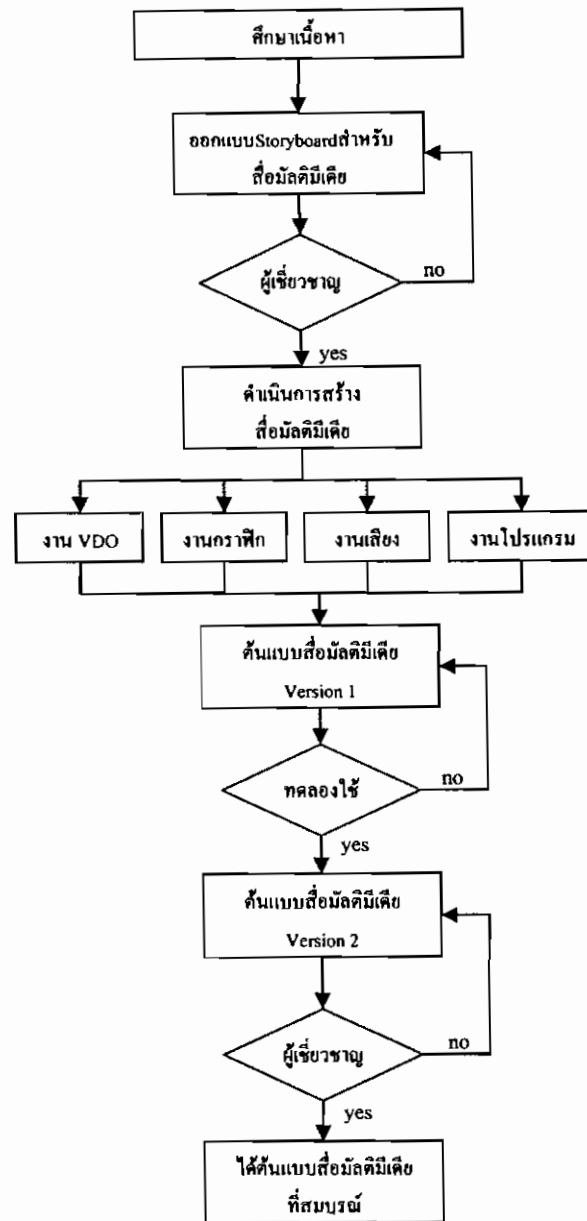 ศึกษาเนื้อหา
ออกแบบStoryboardสำหรับ
สื่อมัลติมีเดีย
ผู้เชี่ยวชาญ
no
yes
ดำเนินการสร้าง
สื่อมัลติมีเดีย
งาน VDO
งานกราฟิก
งานเสียง
งานโปรแกรม
ต้นแบบสื่อมัลติมีเดีย
Version 1
ทดลองใช้
no
yes
ต้นแบบสื่อมัลติมีเดีย
Version 2
ผู้เชี่ยวชาญ
no
yes
ได้ต้นแบบสื่อมัลติมีเดีย
ที่สมบูรณ์